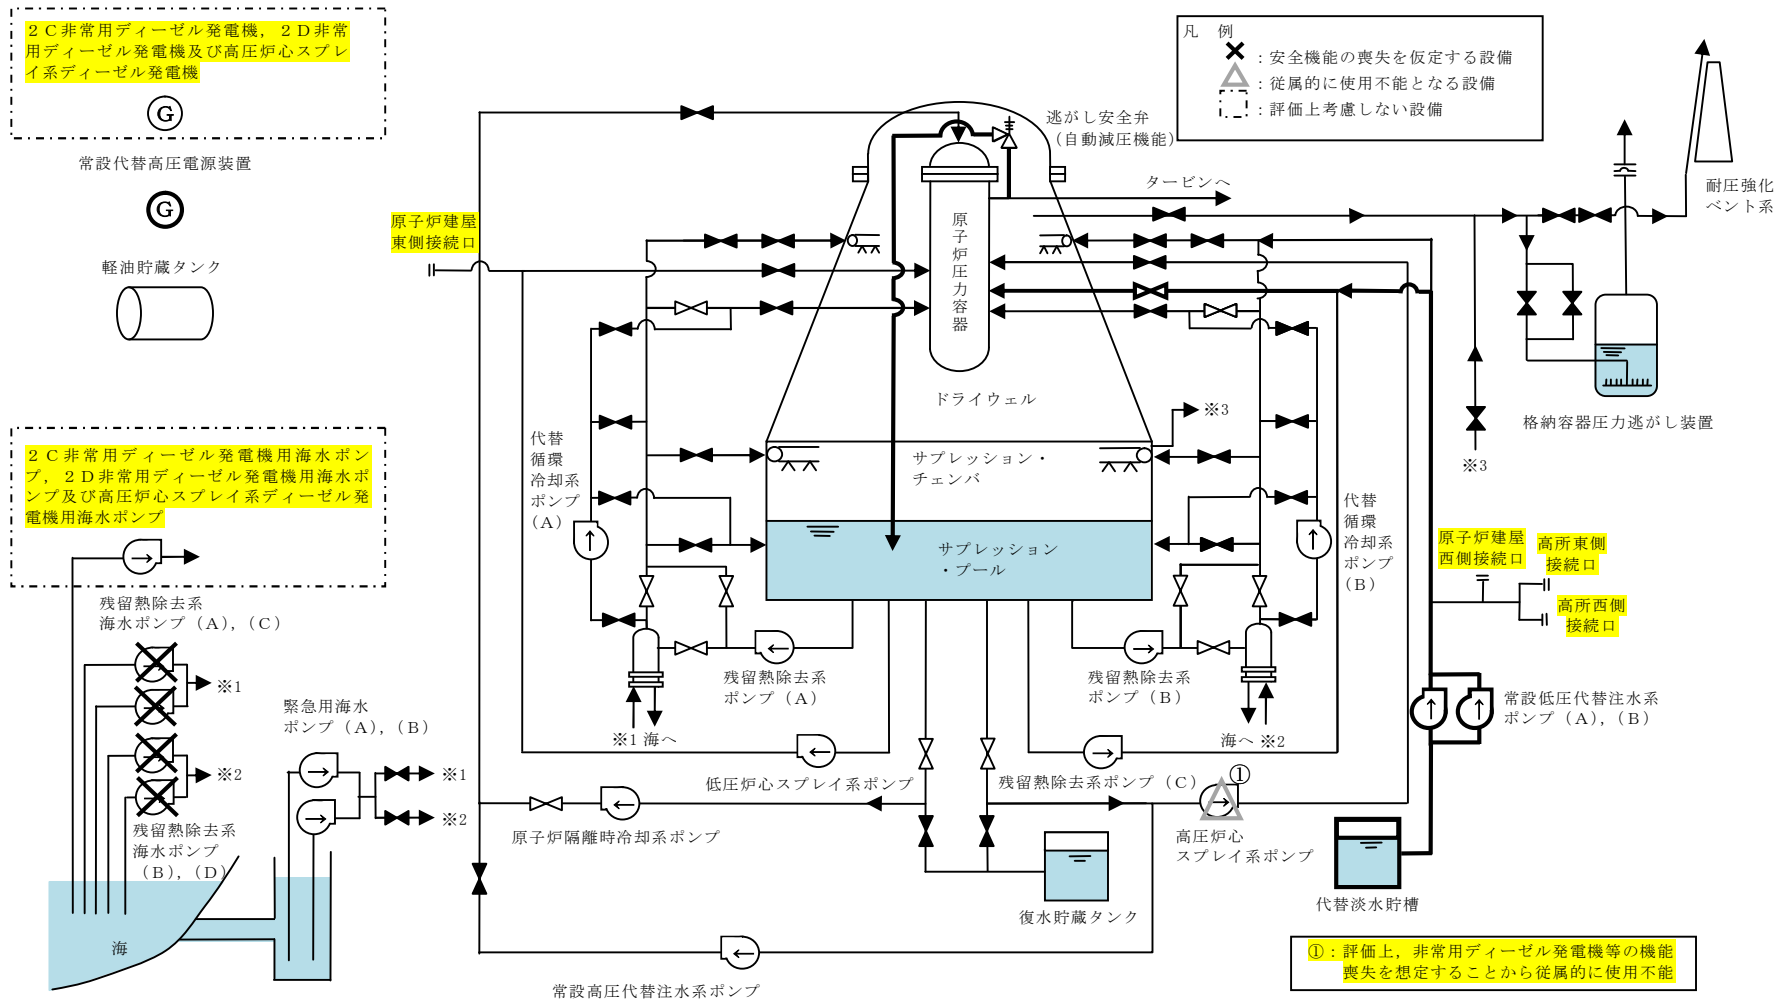 ２Ｃ非常用ディーゼル発電機，２Ｄ非常
用ディーゼル発電機及び高圧炉心スプレ
イ系ディーゼル発電機
G
常設代替高圧電源装置
G
軽油貯蔵タンク
２Ｃ非常用ディーゼル発電機用海水ポン
プ，２Ｄ非常用ディーゼル発電機用海水ポ
ンプ及び高圧炉心スプレイ系ディーゼル発
電機用海水ポンプ
残留熱除去系
海水ポンプ（Ａ），（Ｃ）
※1
※2
残留熱除去系
海水ポンプ
（Ｂ），（Ｄ）
海
緊急用海水
ポンプ（Ａ），（Ｂ）
※1
※2
原子炉建屋
東側接続口
代替
循環
冷却系
ポンプ
（Ａ）
※1 海へ
残留熱除去系
ポンプ（Ａ）
低圧炉心スプレイ系ポンプ
原子炉隔離時冷却系ポンプ
常設高圧代替注水系ポンプ
逃がし安全弁
（自動減圧機能）
タービンへ
原子炉圧力容器
ドライウェル
※3
サプレッション・
チェンバ
サプレッション
・プール
残留熱除去系
ポンプ（Ｂ）
海へ ※2
残留熱除去系ポンプ（Ｃ）
①
高圧炉心
スプレイ系ポンプ
復水貯蔵タンク
代替
循環
冷却系
ポンプ
（Ｂ）
凡　例
：安全機能の喪失を仮定する設備
：従属的に使用不能となる設備
：評価上考慮しない設備
耐圧強化
ベント系
格納容器圧力逃がし装置
※3
原子炉建屋
西側接続口
高所東側
接続口
高所西側
接続口
常設低圧代替注水系
ポンプ（Ａ），（Ｂ）
代替淡水貯槽
①：評価上，非常用ディーゼル発電機等の機能
喪失を想定することから従属的に使用不能